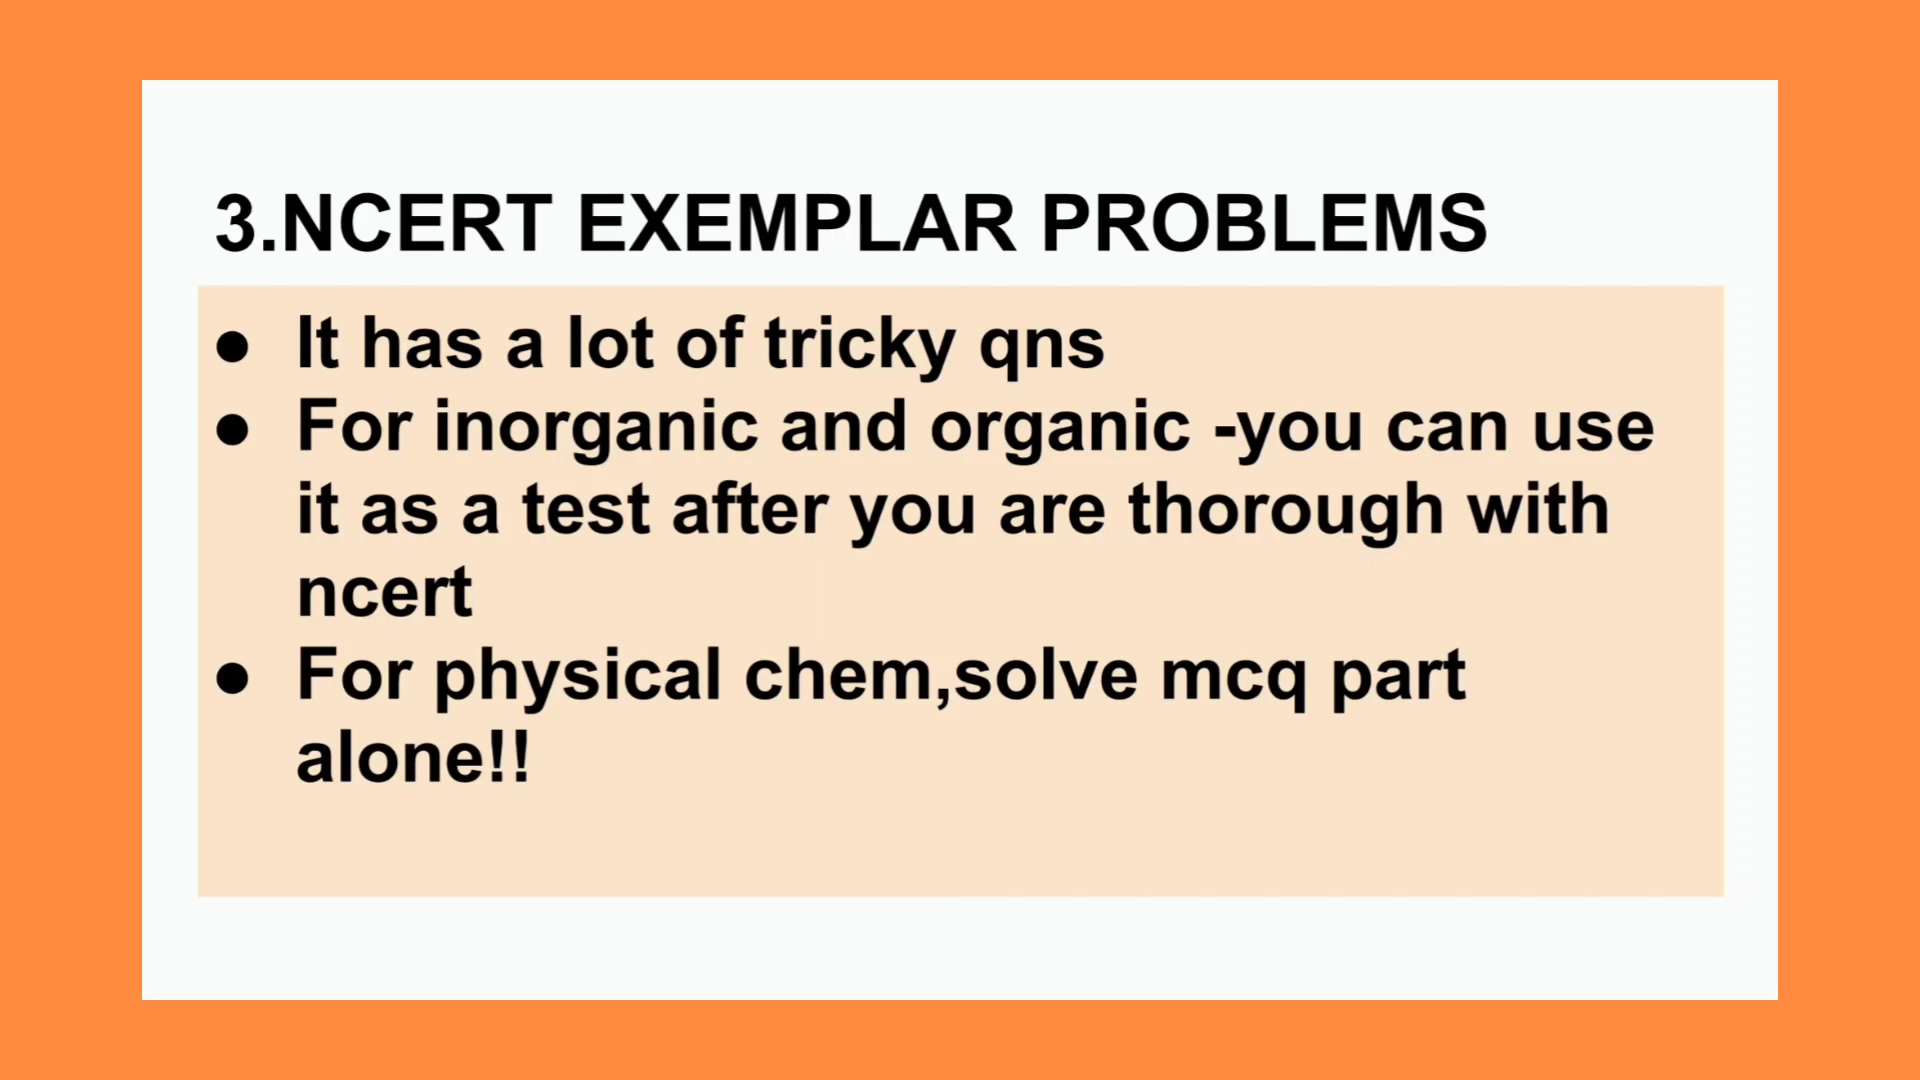 3.NCERT EXEMPLAR PROBLEMS
● It has a lot of tricky qns
● For inorganic and organic -you can use
it as a test after you are thorough with
ncert
● For physical chem,solve mcq part
alone!!